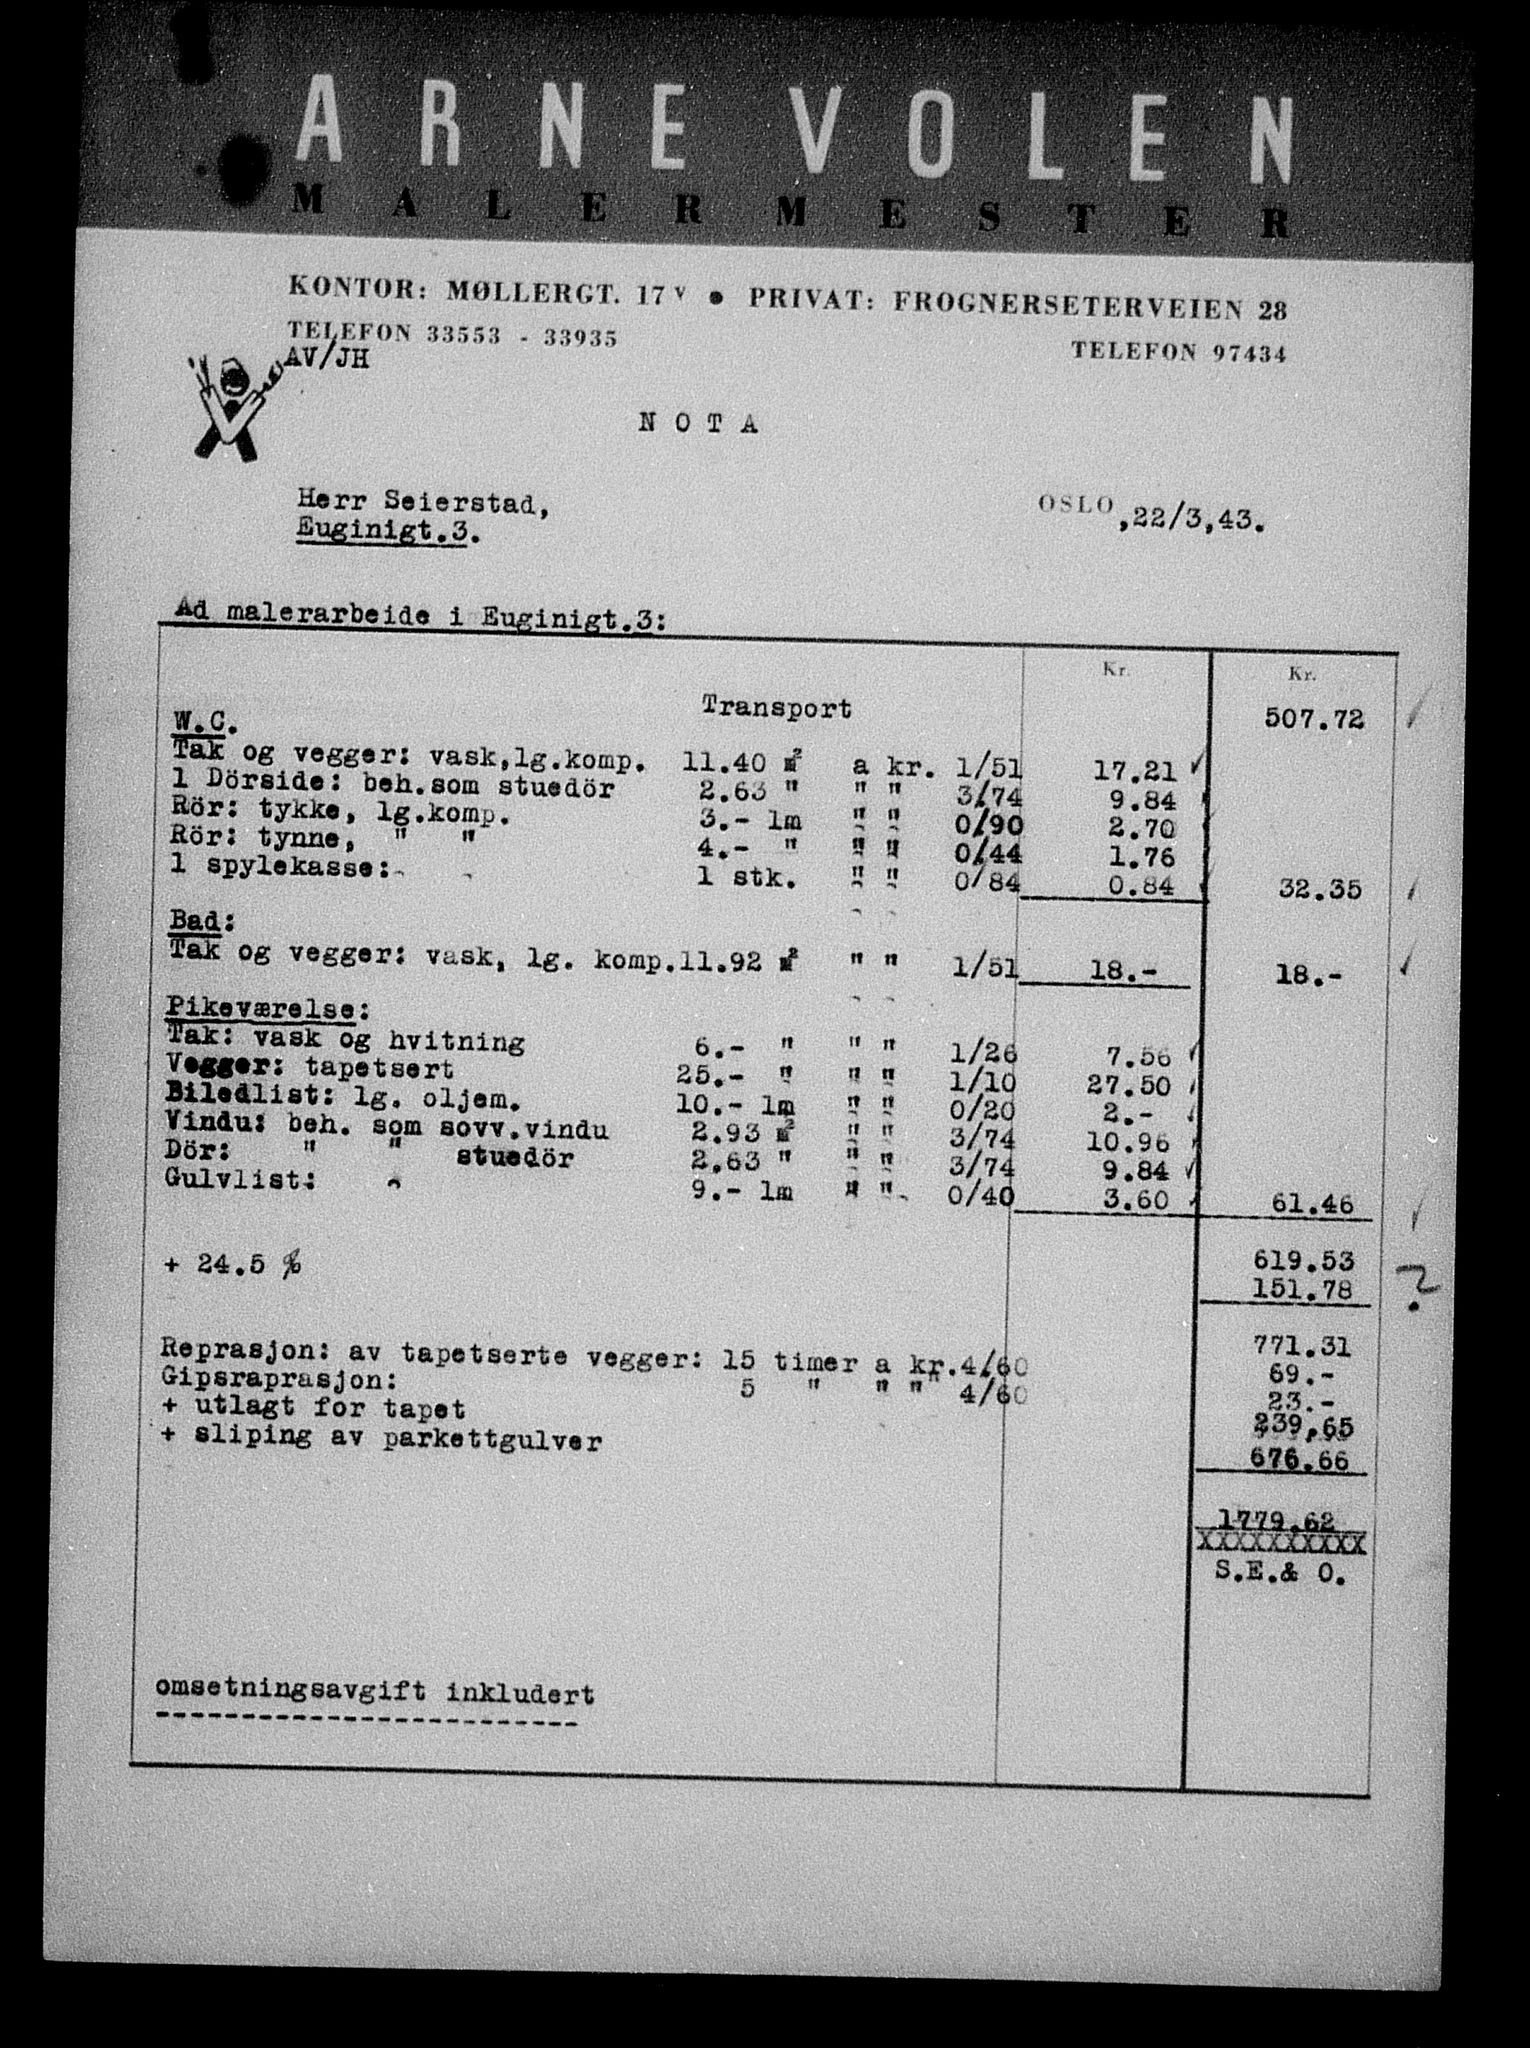 ARNE VOLEN
MALERMESTER
KONTOR: MØLLERGT. 17 V ● PRIVAT: FROGNERSETERVEIEN 28
TELEFON 33553 - 33935 TELEFON 97434
AV/JH
NOTA
Herr Seierstad,
Euginigt.3.
OSLO ,22/3,43.
Ad malerarbeide i Euginigt.3:
Kr. Kr.
Transport 507.72
W.C.
Tak og vegger: vask,lg.komp. 11.40 m² a kr. 1/51 17.21
1 Dörside: beh.som stuedör 2.63 " " " 3/74 9.84
Rör: tykke, lg.komp. 3.- lm " " 0/90 2.70
Rör: tynne, " " 4.- " " " 0/44 1.76
1 spylekasse: 1 stk. " " 0/84 0.84 32.35
Bad:
Tak og vegger: vask, lg. komp.11.92 m² " " 1/51 18.- 18.-
Pikeværelse:
Tak: vask og hvitning 6.- " " " 1/26 7.56
Vegger: tapetsert 25.- " " " 1/10 27.50
Biledlist: lg. oljem. 10.- lm " " 0/20 2.-
Vindu: beh. som sovv.vindu 2.93 m² " " 3/74 10.96
Dör: " " stuedör 2.63 " " " 3/74 9.84
Gulvlist: 9.- lm " " 0/40 3.60 61.46
619.53
+ 24.5 % 151.78 ?
771.31
Reprasjon: av tapetserte vegger: 15 timer a kr.4/60 69.-
Gipsraprasjon: 5 " " " 4/60 23.-
+ utlagt for tapet 239,65
+ sliping av parkettgulver 676.66
1779.62
XXXXXXXXXX
S.E.& O.
omsetningsavgift inkludert
------------------------